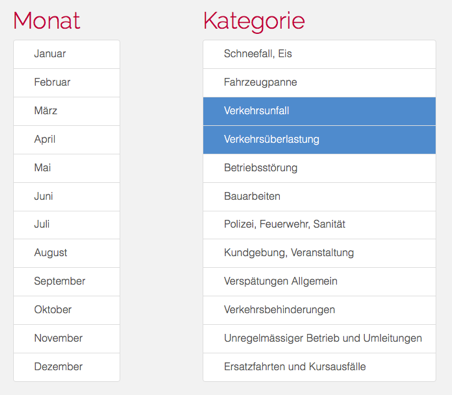 Monat
Januar
Februar
März
April
Mai
Juni
Juli
August
September
Oktober
November
Dezember
Kategorie
Schneefall, Eis
Fahrzeugpanne
Verkehrsunfall
Verkehrsüberlastung
Betriebsstörung
Bauarbeiten
Polizei, Feuerwehr, Sanität
Kundgebung, Veranstaltung
Verspätungen Allgemein
Verkehrsbehinderungen
Unregelmässiger Betrieb und Umleitungen
Ersatzfahrten und Kursausfälle